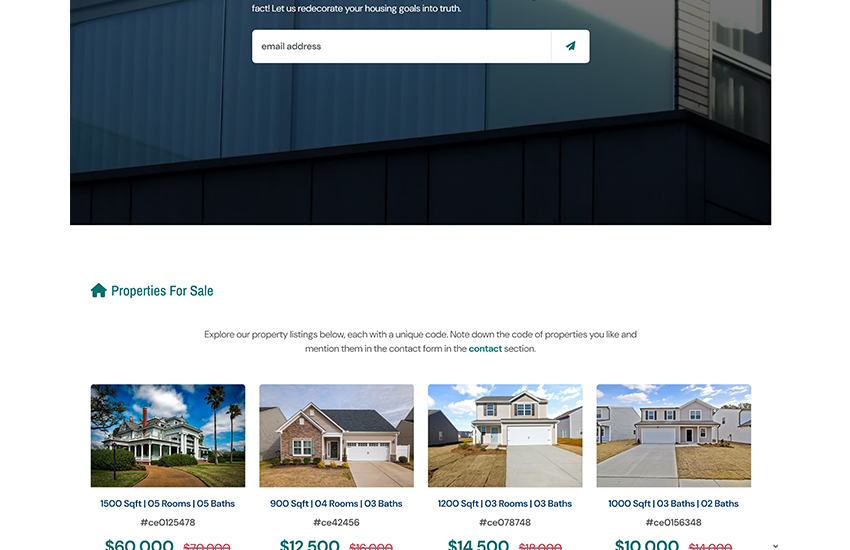 fact! Let us redecorate your housing goals into truth.
email address
Properties For Sale
Explore our property listings below, each with a unique code. Note down the code of properties you like and
mention them in the contact form in the contact section.
1500 Sqft | 05 Rooms | 05 Baths
#ce0125478
$60,000 $70,000
900 Sqft | 04 Rooms | 03 Baths
#ce42456
$12,500 $16,000
1200 Sqft | 03 Rooms | 03 Baths
#ce078748
$14,500 $18,000
1000 Sqft | 03 Baths | 02 Baths
#ce0156348
$10,000 $14,000